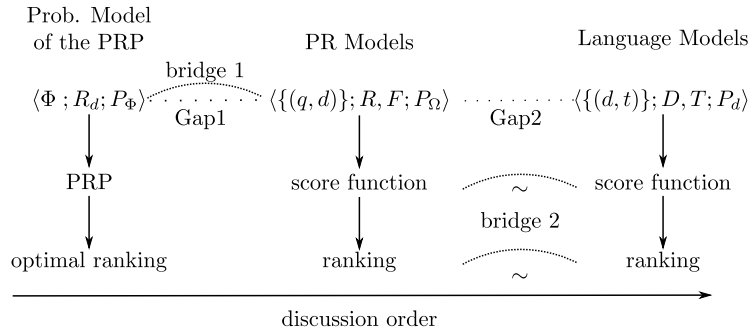 Prob. Model
of the PRP
PR Models
Language Models
bridge 1
⟨Φ ; R_d; P_Φ⟩
⟨{(q, d)}; R, F; P_Ω⟩
⟨{(d, t)}; D, T; P_d⟩
Gap1
Gap2
PRP
score function
∼
score function
bridge 2
optimal ranking
ranking
∼
ranking
discussion order